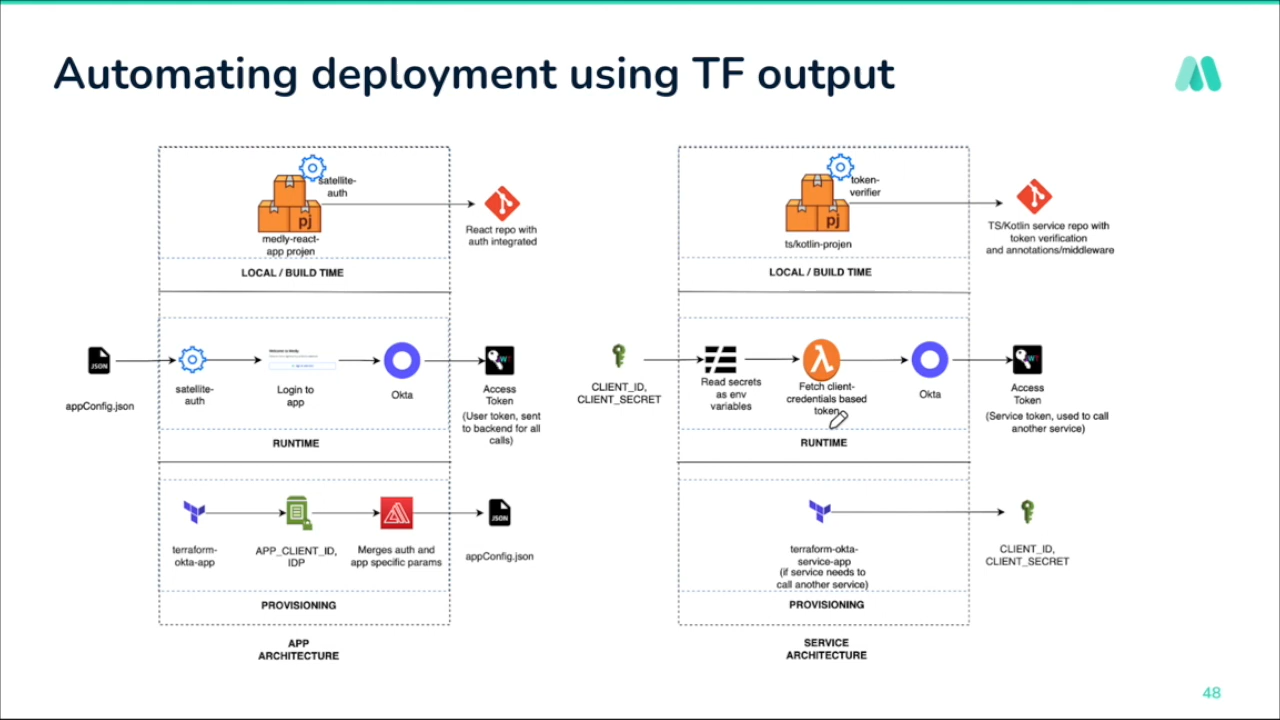 Automating deployment using TF output
satellite-
auth
pj
medly-react-
app projen
React repo with
auth integrated
LOCAL / BUILD TIME
JSON
appConfig.json
satellite-
auth
Login to
app
Okta
Access
Token
(User token, sent
to backend for all
calls)
RUNTIME
terraform-
okta-app
APP_CLIENT_ID,
IDP
Merges auth and
app specific params
JSON
appConfig.json
PROVISIONING
APP
ARCHITECTURE
token-
verifier
pj
ts/kotlin-projen
TS/Kotlin service repo with
token verification
and annotations/middleware
LOCAL / BUILD TIME
CLIENT_ID,
CLIENT_SECRET
Read secrets
as env
variables
Fetch client-
credentials based
token
Okta
Access
Token
(Service token, used to call
another service)
RUNTIME
terraform-okta-
service-app
(if service needs to
call another service)
CLIENT_ID,
CLIENT_SECRET
PROVISIONING
SERVICE
ARCHITECTURE
48